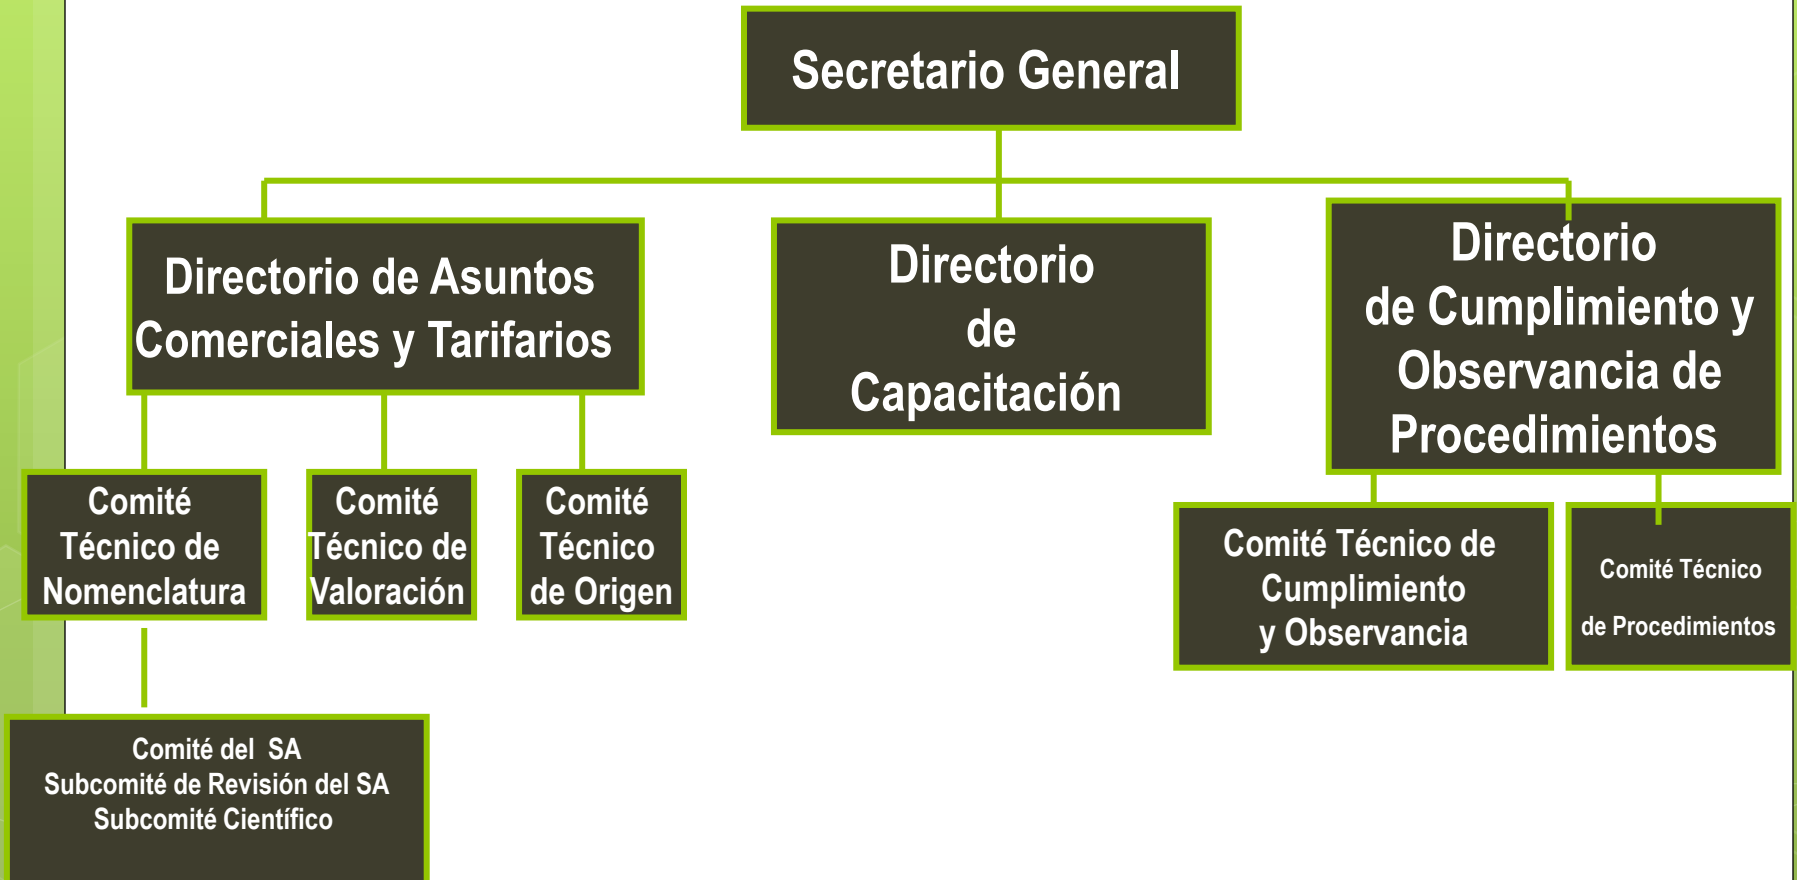 Secretario General
Directorio de Asuntos
Comerciales y Tarifarios
Directorio
de
Capacitación
Directorio
de Cumplimiento y
Observancia de
Procedimientos
Comité
Técnico de
Nomenclatura
Comité
Técnico de
Valoración
Comité
Técnico
de Origen
Comité Técnico de
Cumplimiento
y Observancia
Comité Técnico
de Procedimientos
Comité del SA
Subcomité de Revisión del SA
Subcomité Científico